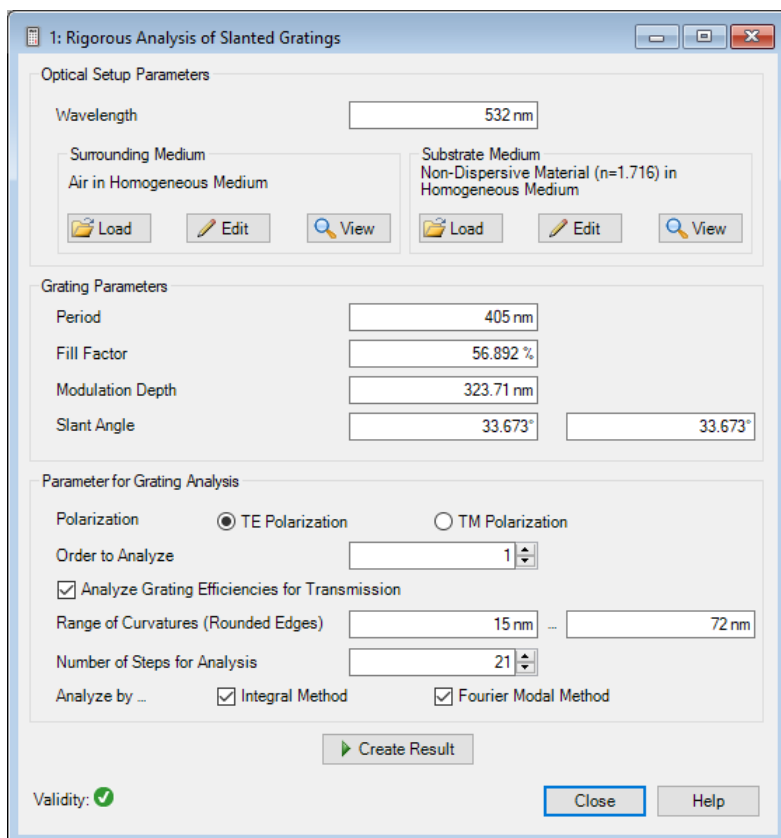 1: Rigorous Analysis of Slanted Gratings
Optical Setup Parameters
Wavelength 532 nm
Surrounding Medium
Air in Homogeneous Medium
Load Edit View
Substrate Medium
Non-Dispersive Material (n=1.716) in
Homogeneous Medium
Load Edit View
Grating Parameters
Period 405 nm
Fill Factor 56.892 %
Modulation Depth 323.71 nm
Slant Angle 33.673° 33.673°
Parameter for Grating Analysis
Polarization TE Polarization TM Polarization
Order to Analyze 1
Analyze Grating Efficiencies for Transmission
Range of Curvatures (Rounded Edges) 15 nm ... 72 nm
Number of Steps for Analysis 21
Analyze by ... Integral Method Fourier Modal Method
Create Result
Validity: Close Help